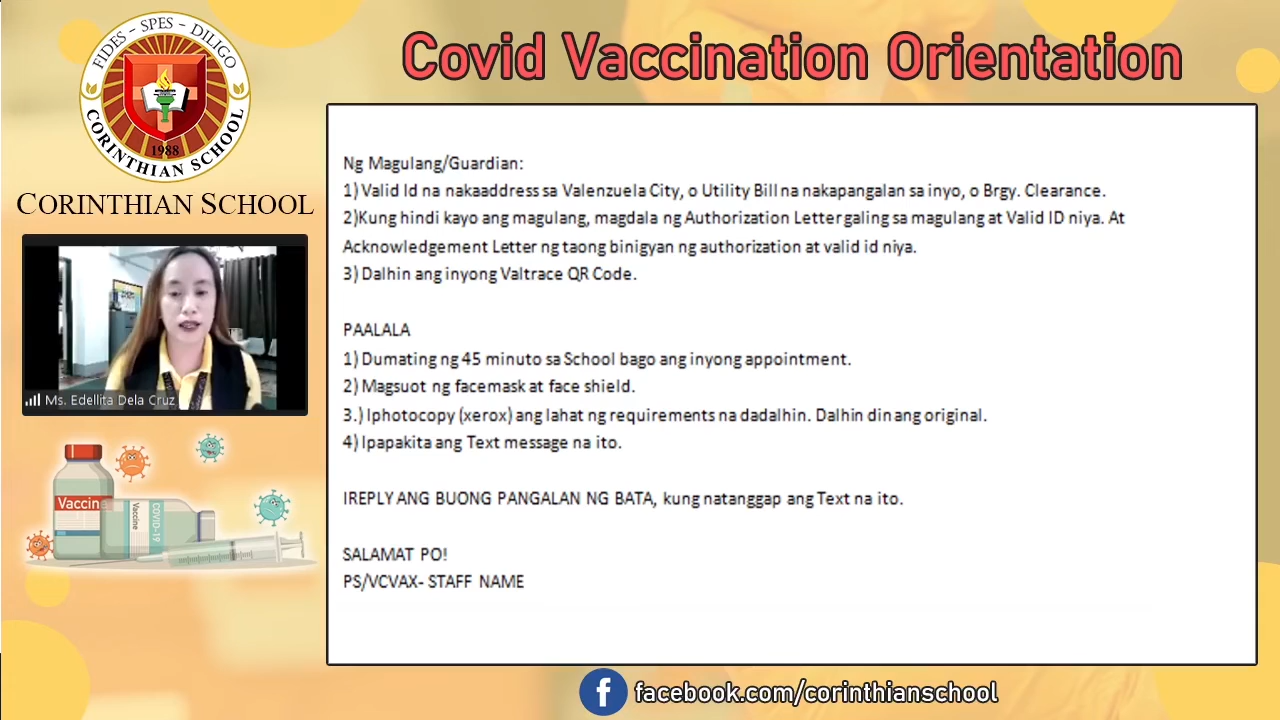 FIDES - SPES - DILIGO
1988
CORINTHIAN SCHOOL
CORINTHIAN SCHOOL
Covid Vaccination Orientation
Ng Magulang/Guardian:
1) Valid Id na nakaaddress sa Valenzuela City, o Utility Bill na nakapangalan sa inyo, o Brgy. Clearance.
2)Kung hindi kayo ang magulang, magdala ng Authorization Letter galing sa magulang at Valid ID niya. At
Acknowledgement Letter ng taong binigyan ng authorization at valid id niya.
3) Dalhin ang inyong Valtrace QR Code.
PAALALA
1) Dumating ng 45 minuto sa School bago ang inyong appointment.
2) Magsuot ng facemask at face shield.
3.) Iphotocopy (xerox) ang lahat ng requirements na dadalhin. Dalhin din ang original.
4) Ipapakita ang Text message na ito.
IREPLY ANG BUONG PANGALAN NG BATA, kung natanggap ang Text na ito.
SALAMAT PO!
PS/VCVAX- STAFF NAME
Ms. Edellita Dela Cruz
Vaccine
Vaccine
COVID-19
facebook.com/corinthianschool